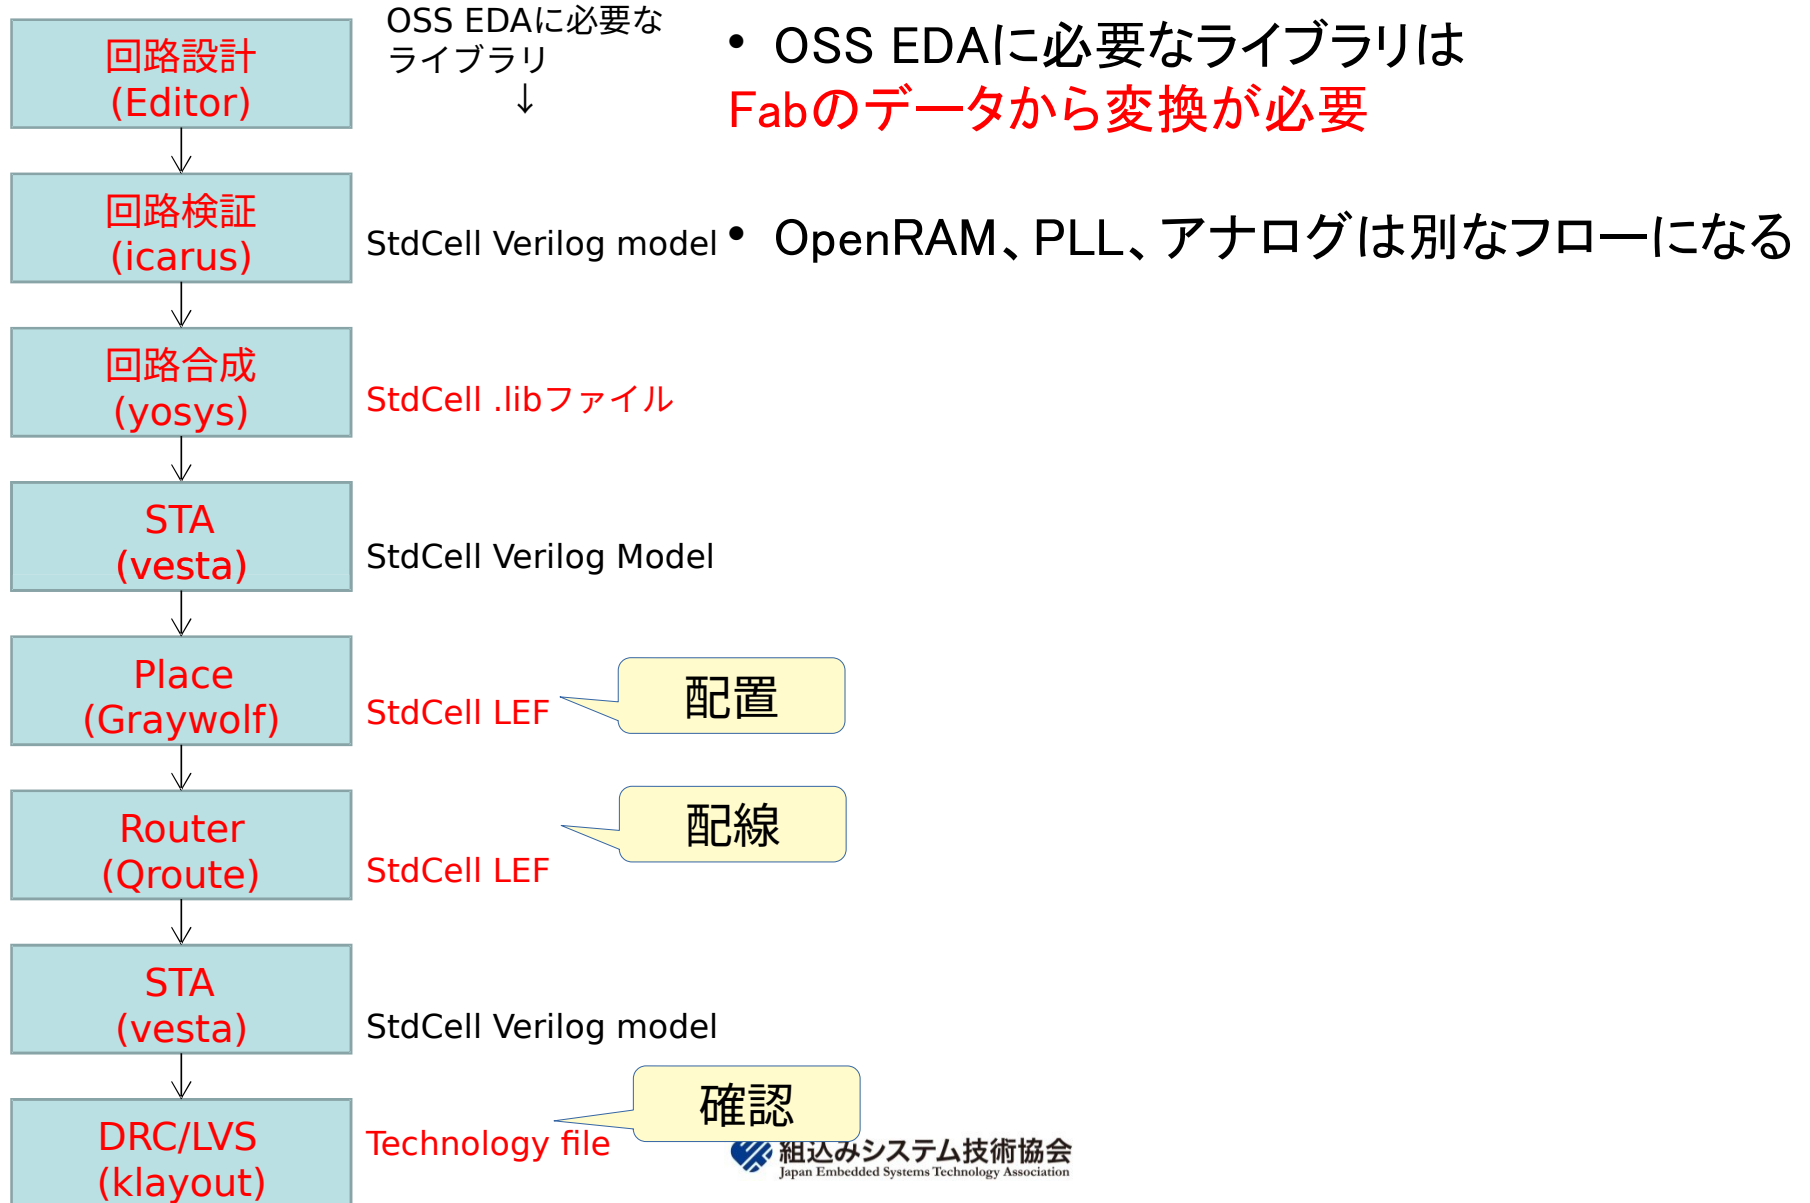 回路設計
(Editor)
OSS EDAに必要な
ライブラリ
↓
• OSS EDAに必要なライブラリは
Fabのデータから変換が必要
回路検証
(icarus)
StdCell Verilog model
• OpenRAM、PLL、アナログは別なフローになる
回路合成
(yosys)
StdCell .libファイル
STA
(vesta)
StdCell Verilog Model
Place
(Graywolf)
StdCell LEF
配置
Router
(Qroute)
StdCell LEF
配線
STA
(vesta)
StdCell Verilog model
DRC/LVS
(klayout)
Technology file
確認
組込みシステム技術協会
Japan Embedded Systems Technology Association